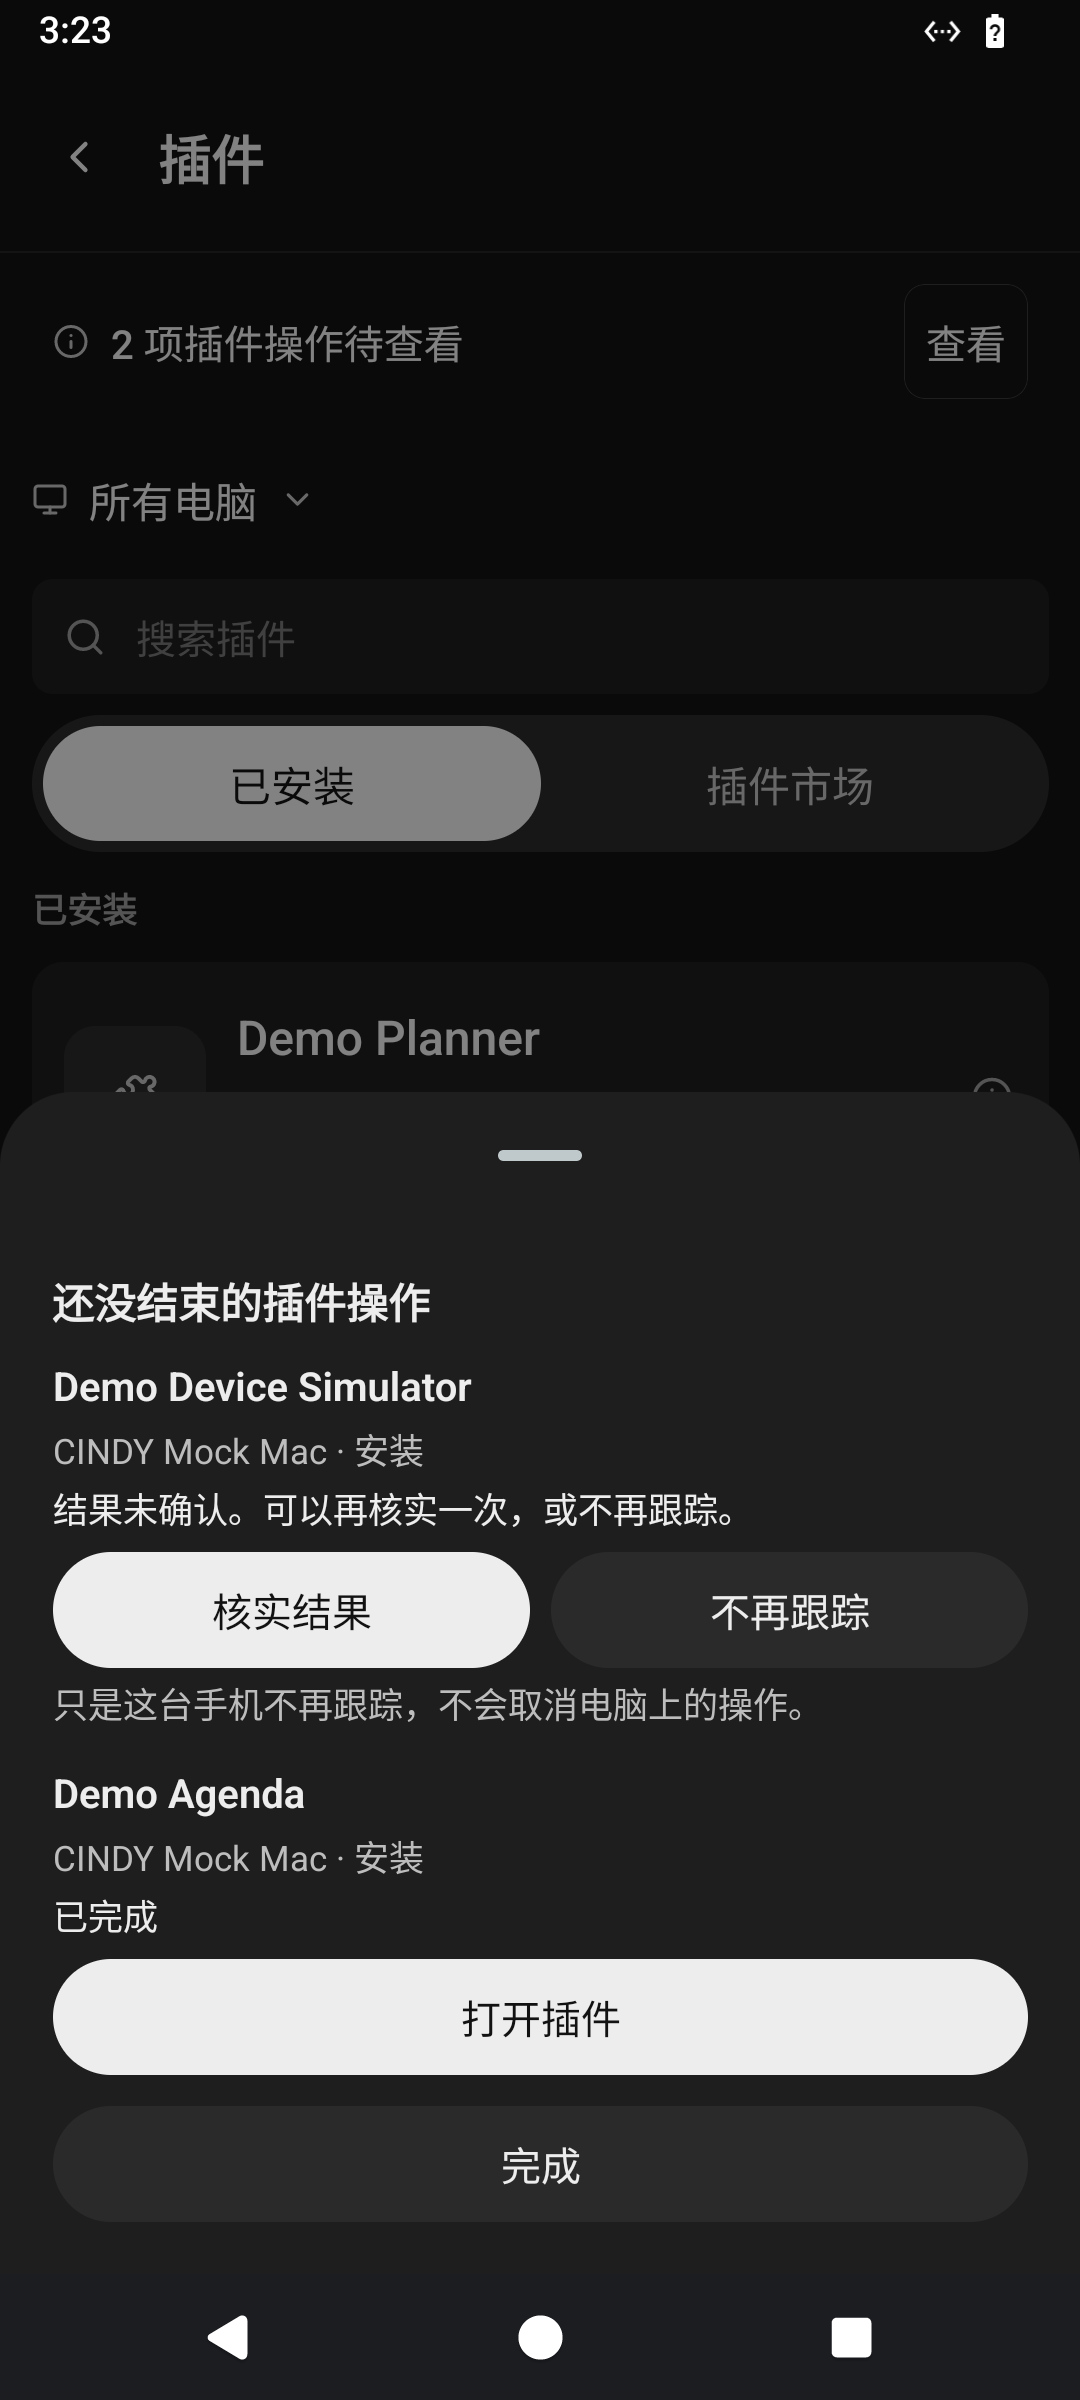 3:23
插件
2 项插件操作待查看
查看
所有电脑
搜索插件
已安装
插件市场
已安装
Demo Planner
还没结束的插件操作
Demo Device Simulator
CINDY Mock Mac · 安装
结果未确认。可以再核实一次，或不再跟踪。
核实结果
不再跟踪
只是这台手机不再跟踪，不会取消电脑上的操作。
Demo Agenda
CINDY Mock Mac · 安装
已完成
打开插件
完成